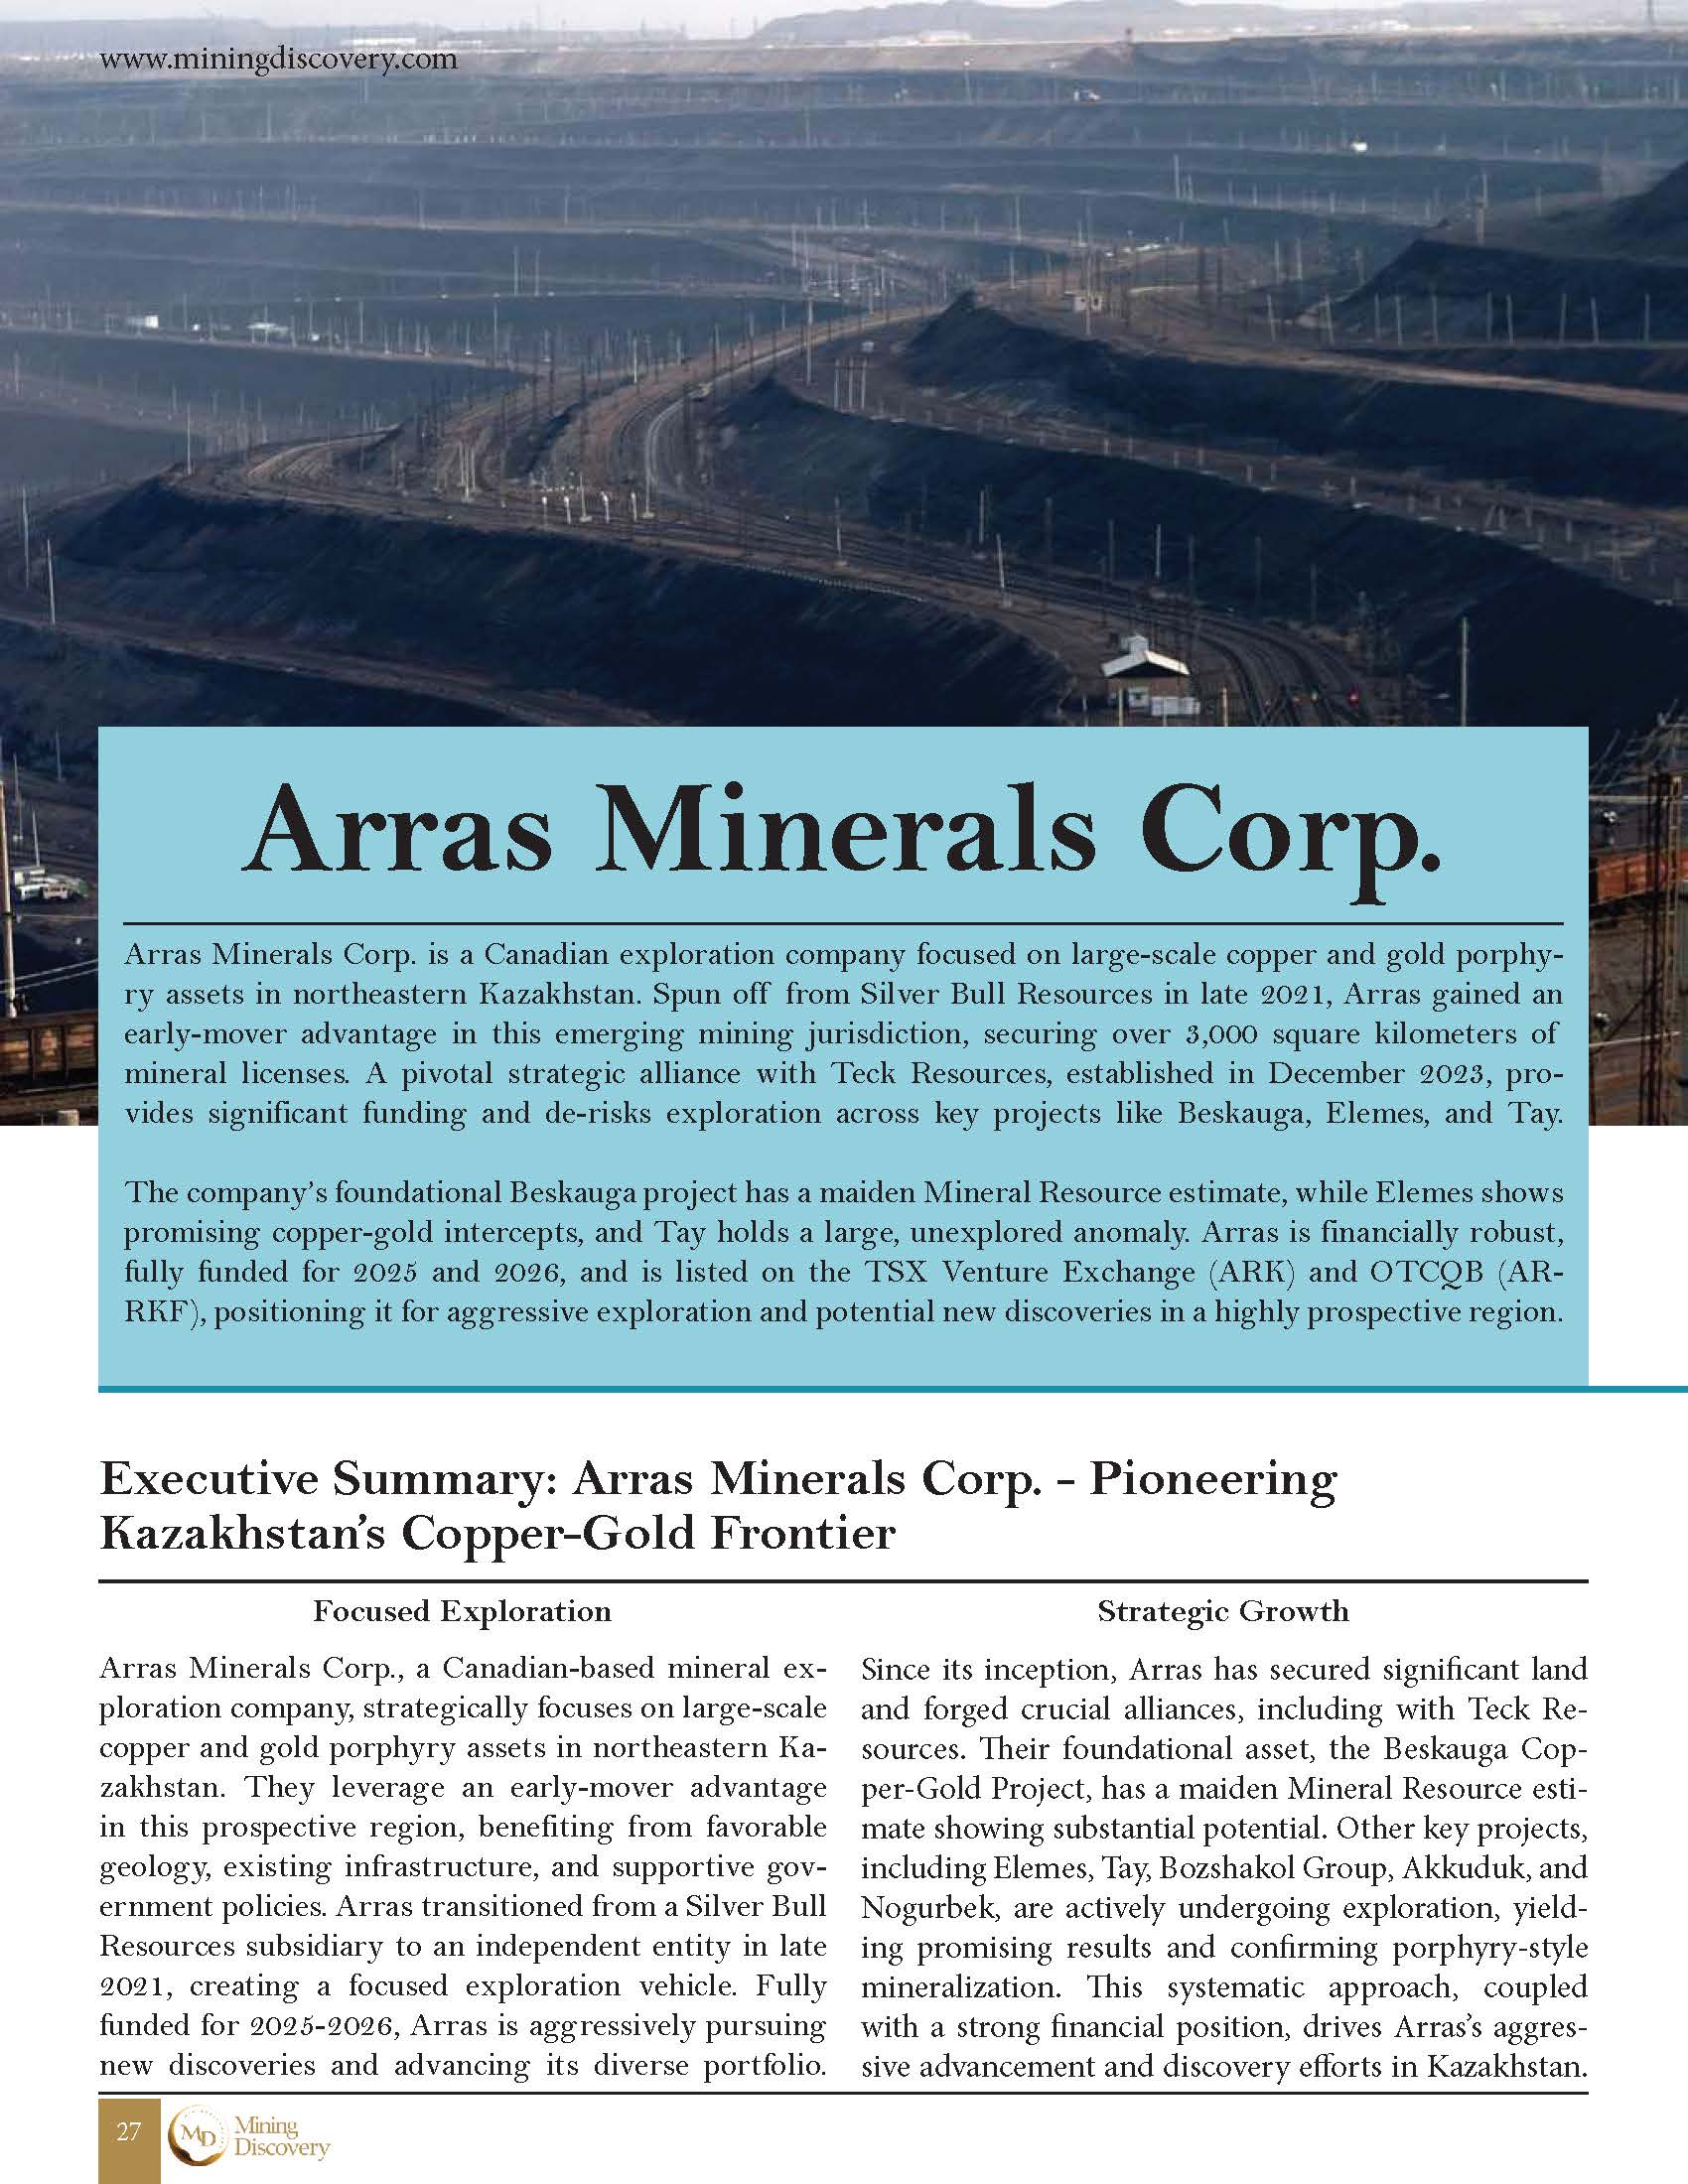 www.miningdiscovery.com
Arras Minerals Corp.
Arras Minerals Corp. is a Canadian exploration company focused on large-scale copper and gold porphy-
ry assets in northeastern Kazakhstan. Spun off from Silver Bull Resources in late 2021, Arras gained an
early-mover advantage in this emerging mining jurisdiction, securing over 3,000 square kilometers of
mineral licenses. A pivotal strategic alliance with Teck Resources, established in December 2023, pro-
vides significant funding and de-risks exploration across key projects like Beskauga, Elemes, and Tay.
The company's foundational Beskauga project has a maiden Mineral Resource estimate, while Elemes shows
promising copper-gold intercepts, and Tay holds a large, unexplored anomaly. Arras is financially robust,
fully funded for 2025 and 2026, and is listed on the TSX Venture Exchange (ARK) and OTCQB (AR-
RKF), positioning it for aggressive exploration and potential new discoveries in a highly prospective region.
Executive Summary: Arras Minerals Corp. - Pioneering
Kazakhstan's Copper-Gold Frontier
Focused Exploration
Arras Minerals Corp., a Canadian-based mineral ex-
ploration company, strategically focuses on large-scale
copper and gold porphyry assets in northeastern Ka-
zakhstan. They leverage an early-mover advantage
in this prospective region, benefiting from favorable
geology, existing infrastructure, and supportive gov-
ernment policies. Arras transitioned from a Silver Bull
Resources subsidiary to an independent entity in late
2021, creating a focused exploration vehicle. Fully
funded for 2025-2026, Arras is aggressively pursuing
new discoveries and advancing its diverse portfolio.
Strategic Growth
Since its inception, Arras has secured significant land
and forged crucial alliances, including with Teck Re-
sources. Their foundational asset, the Beskauga Cop-
per-Gold Project, has a maiden Mineral Resource esti-
mate showing substantial potential. Other key projects,
including Elemes, Tay, Bozshakol Group, Akkuduk, and
Nogurbek, are actively undergoing exploration, yield-
ing promising results and confirming porphyry-style
mineralization. This systematic approach, coupled
with a strong financial position, drives Arras's aggres-
sive advancement and discovery efforts in Kazakhstan.
27
MD
Mining
Discovery